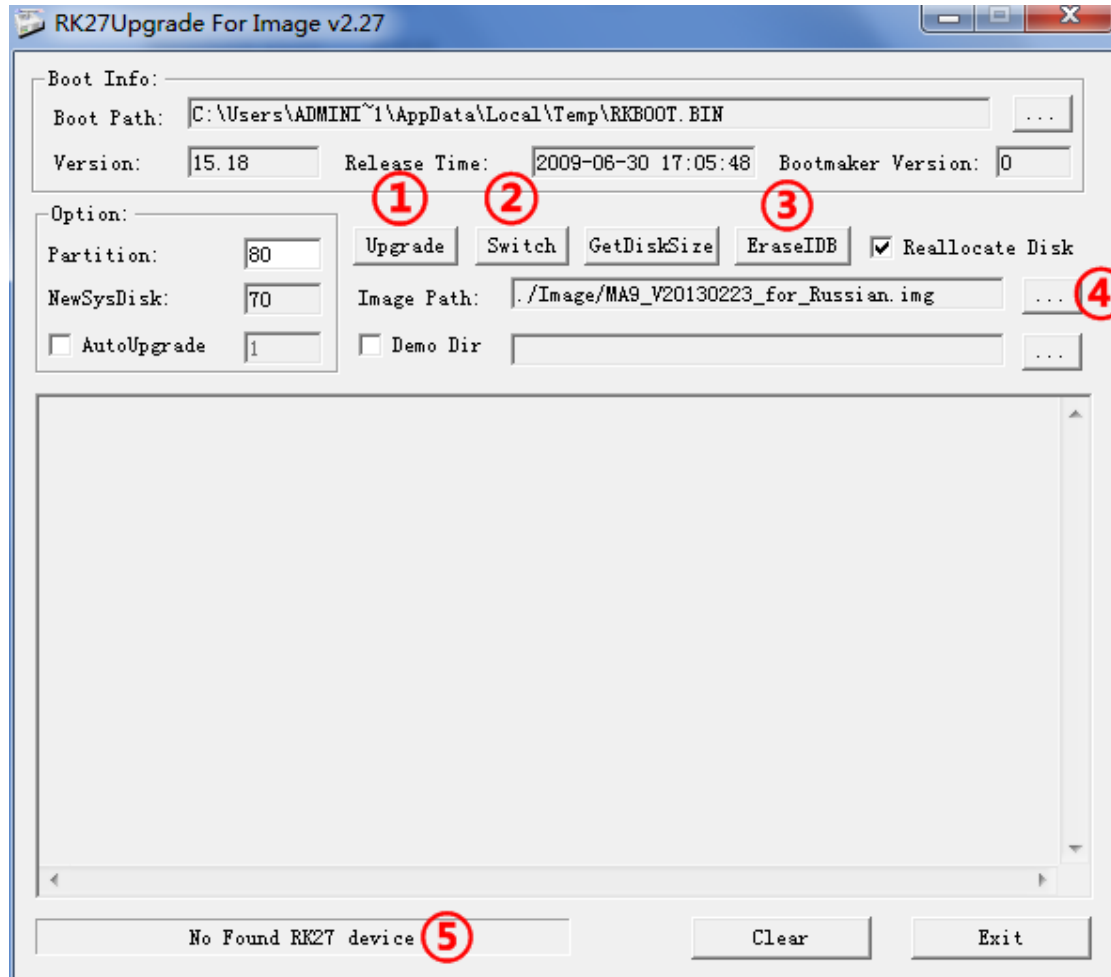 RK27Upgrade For Image v2.27
Boot Info:
Boot Path: C:\Users\ADMINI~1\AppData\Local\Temp\RKBOOT.BIN ...
Version: 15.18 Release Time: 2009-06-30 17:05:48 Bootmaker Version: 0
① ② ③
Option:
Partition: 80 Upgrade Switch GetDiskSize EraseIDB Reallocate Disk
NewSysDisk: 70 Image Path: ./Image/MA9_V20130223_for_Russian.img ... ④
AutoUpgrade 1 Demo Dir ...
No Found RK27 device ⑤ Clear Exit